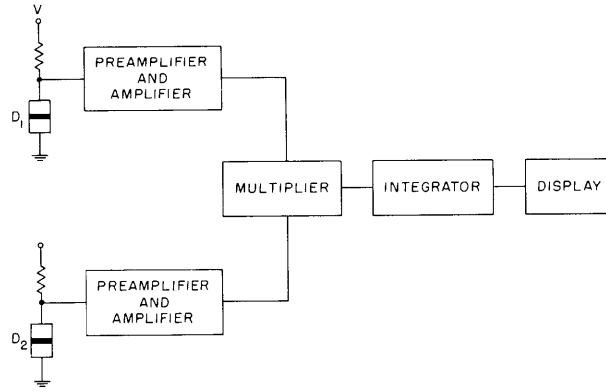 V
PREAMPLIFIER
AND
AMPLIFIER
D1
MULTIPLIER
INTEGRATOR
DISPLAY
PREAMPLIFIER
AND
AMPLIFIER
D2